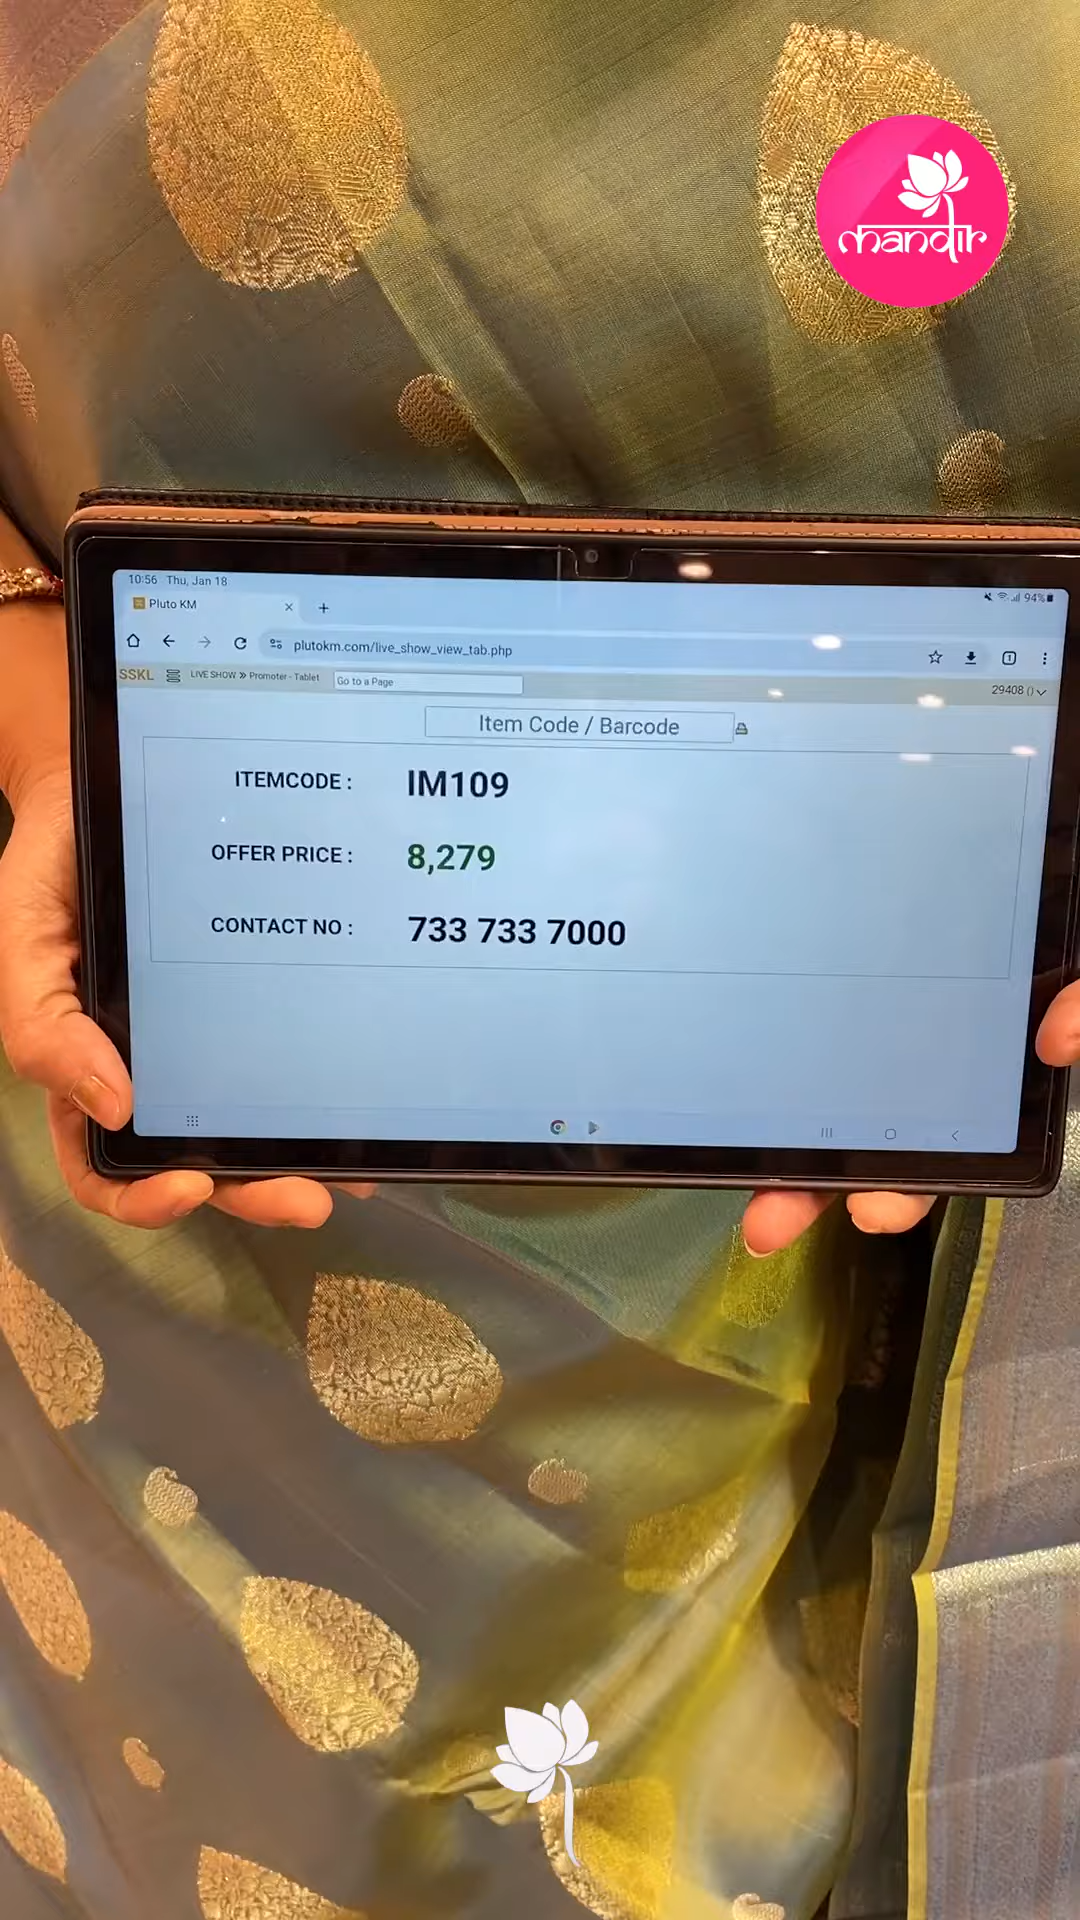 mandir
10:56 Thu, Jan 18
94%
Pluto KM
plutokm.com/live_show_view_tab.php
SSKL
LIVE SHOW » Promoter - Tablet
Go to a Page
29408 ()
Item Code / Barcode
ITEMCODE : IM109
OFFER PRICE : 8,279
CONTACT NO : 733 733 7000